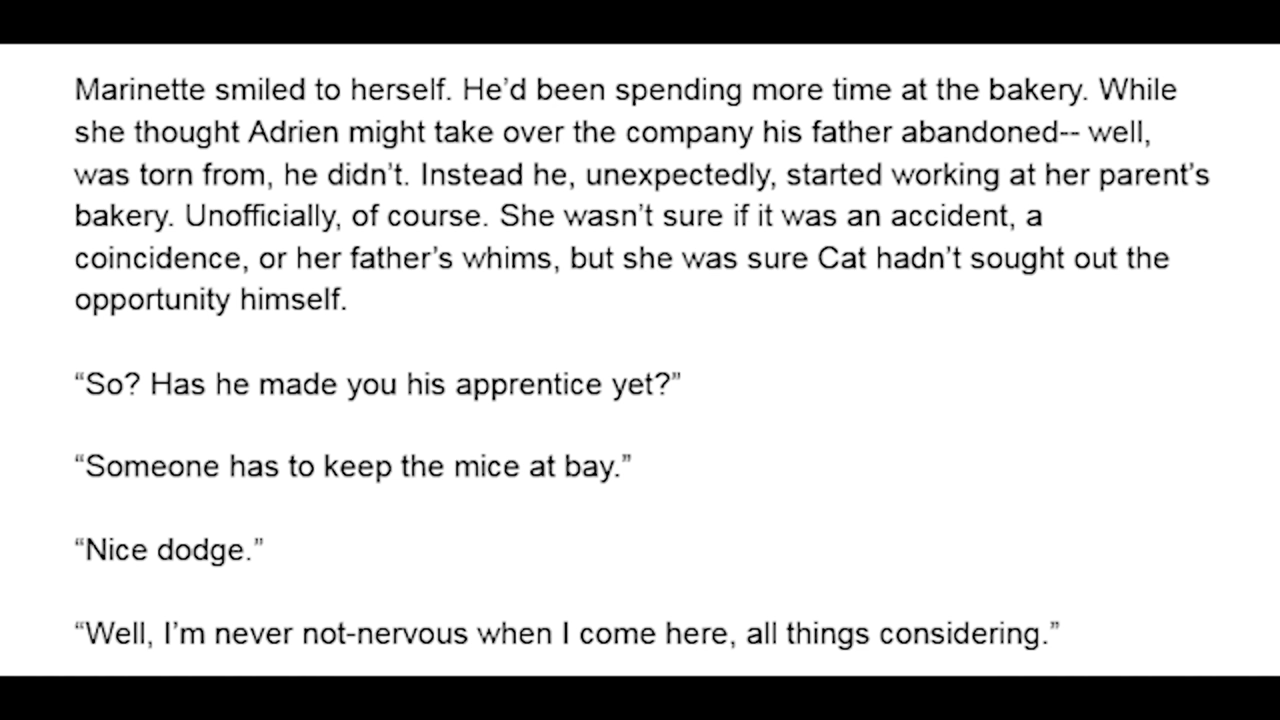 Marinette smiled to herself. He’d been spending more time at the bakery. While
she thought Adrien might take over the company his father abandoned-- well,
was torn from, he didn’t. Instead he, unexpectedly, started working at her parent’s
bakery. Unofficially, of course. She wasn’t sure if it was an accident, a
coincidence, or her father’s whims, but she was sure Cat hadn’t sought out the
opportunity himself.
“So? Has he made you his apprentice yet?”
“Someone has to keep the mice at bay.”
“Nice dodge.”
“Well, I’m never not-nervous when I come here, all things considering.”